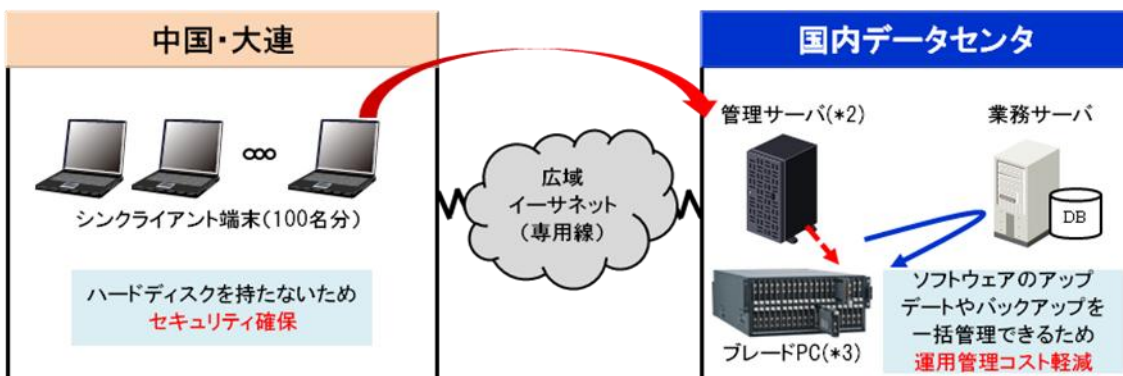 中国・大連
シンクライアント端末(100名分)
ハードディスクを持たないため
セキュリティ確保
広域
イーサネット
(専用線)
国内データセンタ
管理サーバ(*2)
業務サーバ
DB
ブレードPC(*3)
ソフトウェアのアップ
デートやバックアップを
一括管理できるため
運用管理コスト軽減